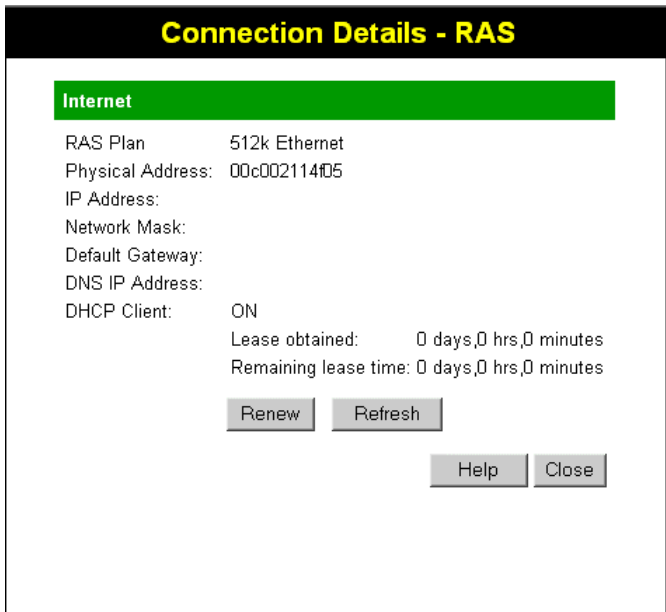 Connection Details - RAS
Internet
RAS Plan 512k Ethernet
Physical Address: 00c002114f05
IP Address:
Network Mask:
Default Gateway:
DNS IP Address:
DHCP Client: ON
Lease obtained: 0 days,0 hrs,0 minutes
Remaining lease time: 0 days,0 hrs,0 minutes
Renew Refresh
Help Close